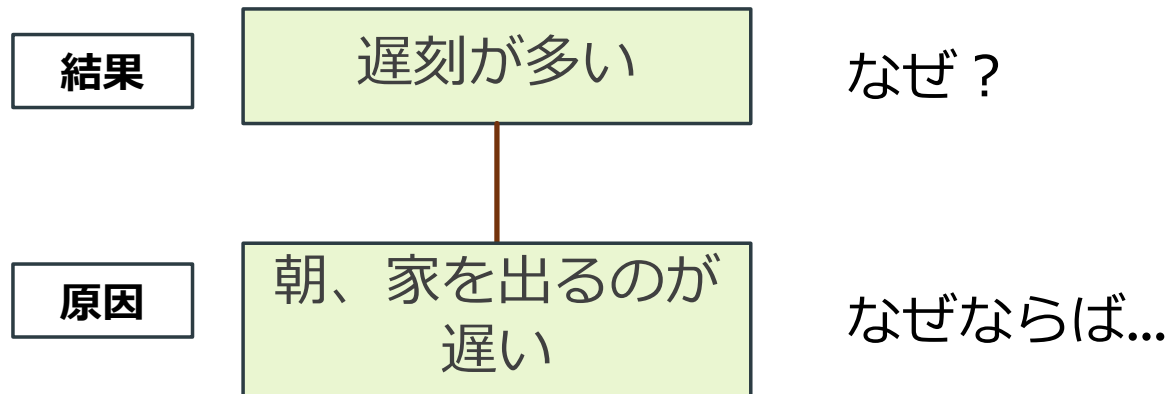 結果
遅刻が多い
なぜ？
原因
朝、家を出るのが
遅い
なぜならば...